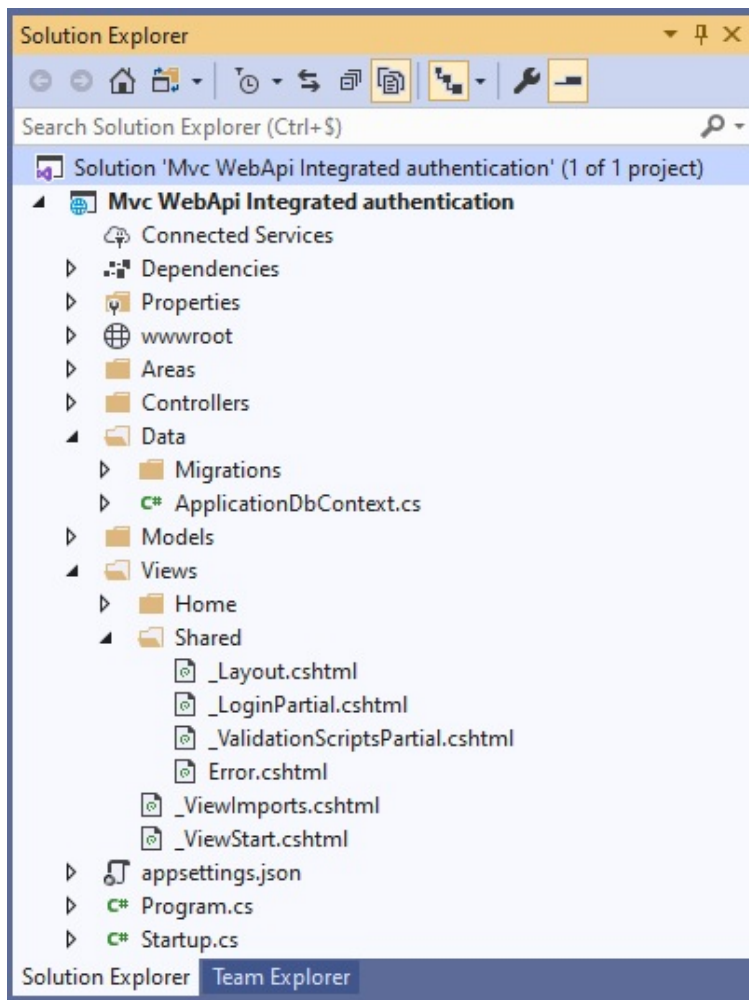 Solution Explorer
Search Solution Explorer (Ctrl+$)
Solution 'Mvc WebApi Integrated authentication' (1 of 1 project)
Mvc WebApi Integrated authentication
Connected Services
Dependencies
Properties
wwwroot
Areas
Controllers
Data
Migrations
C# ApplicationDbContext.cs
Models
Views
Home
Shared
_Layout.cshtml
_LoginPartial.cshtml
_ValidationScriptsPartial.cshtml
Error.cshtml
_ViewImports.cshtml
_ViewStart.cshtml
appsettings.json
C# Program.cs
C# Startup.cs
Solution Explorer Team Explorer